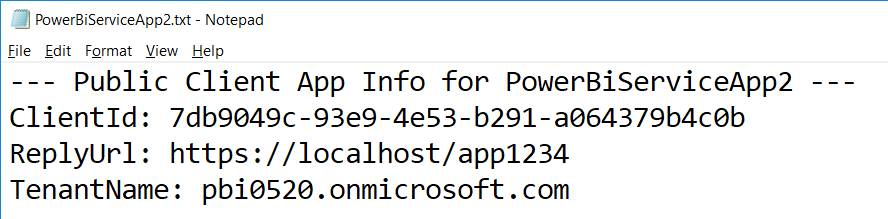 PowerBiServiceApp2.txt - Notepad
File Edit Format View Help
--- Public Client App Info for PowerBiServiceApp2 ---
ClientId: 7db9049c-93e9-4e53-b291-a064379b4c0b
ReplyUrl: https://localhost/app1234
TenantName: pbi0520.onmicrosoft.com